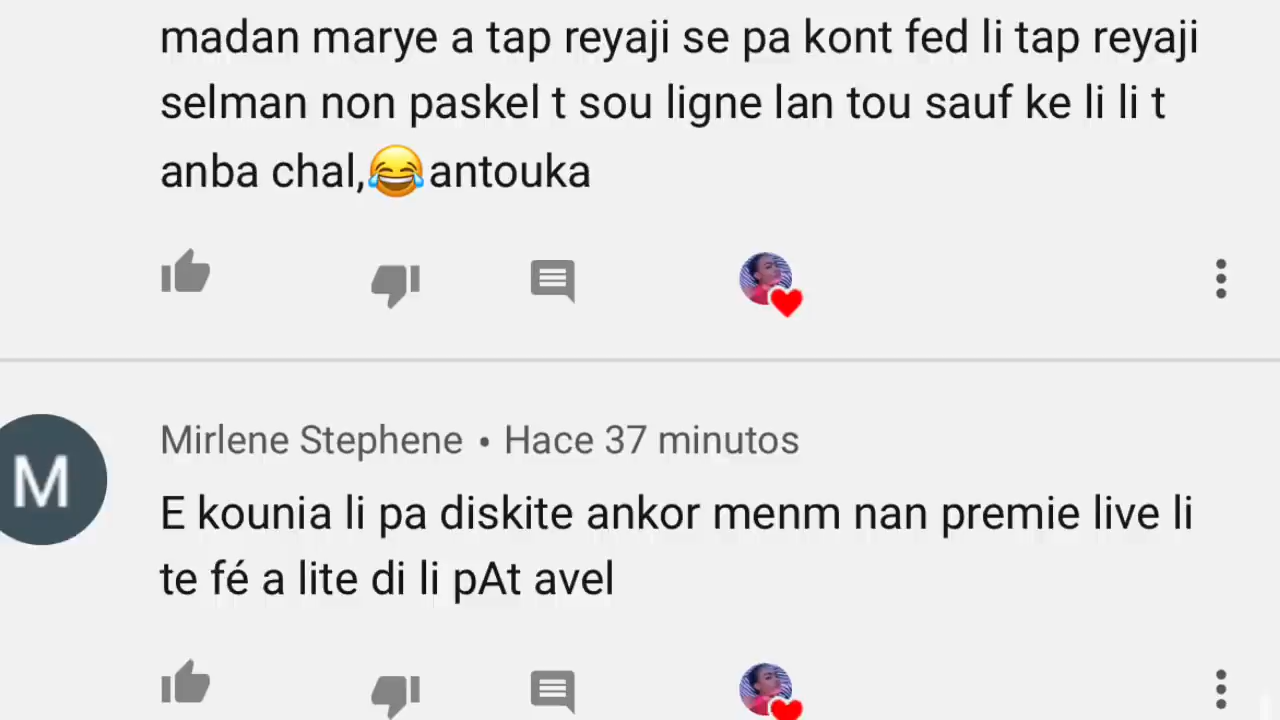 madan marye a tap reyaji se pa kont fed li tap reyaji
selman non paskel t sou ligne lan tou sauf ke li li t
anba chal,😂antouka
Mirlene Stephene • Hace 37 minutos
M
E kounia li pa diskite ankor menm nan premie live li
te fé a lite di li pAt avel